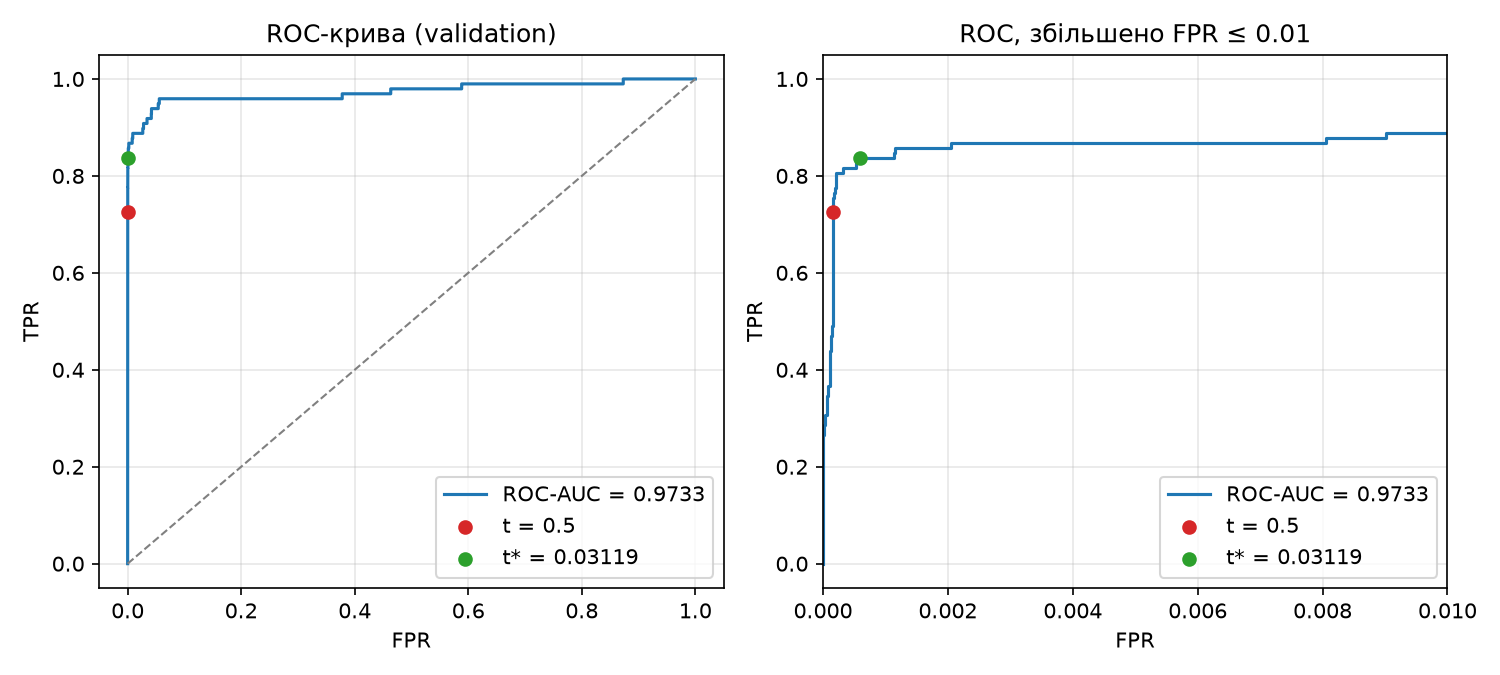 ROC-крива (validation)
1.0
0.8
0.6
0.4
0.2
0.0
TPR
0.0 0.2 0.4 0.6 0.8 1.0
FPR
ROC-AUC = 0.9733
t = 0.5
t* = 0.03119
ROC, збільшено FPR ≤ 0.01
1.0
0.8
0.6
0.4
0.2
0.0
TPR
0.000 0.002 0.004 0.006 0.008 0.010
FPR
ROC-AUC = 0.9733
t = 0.5
t* = 0.03119